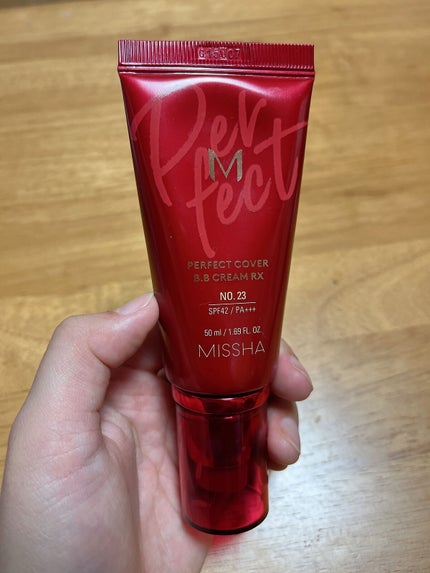 Perfect
M
PERFECT COVER
B.B CREAM RX
NO. 23
SPF42 / PA+++
50 ml / 1.69 FL. OZ.
MISSHA